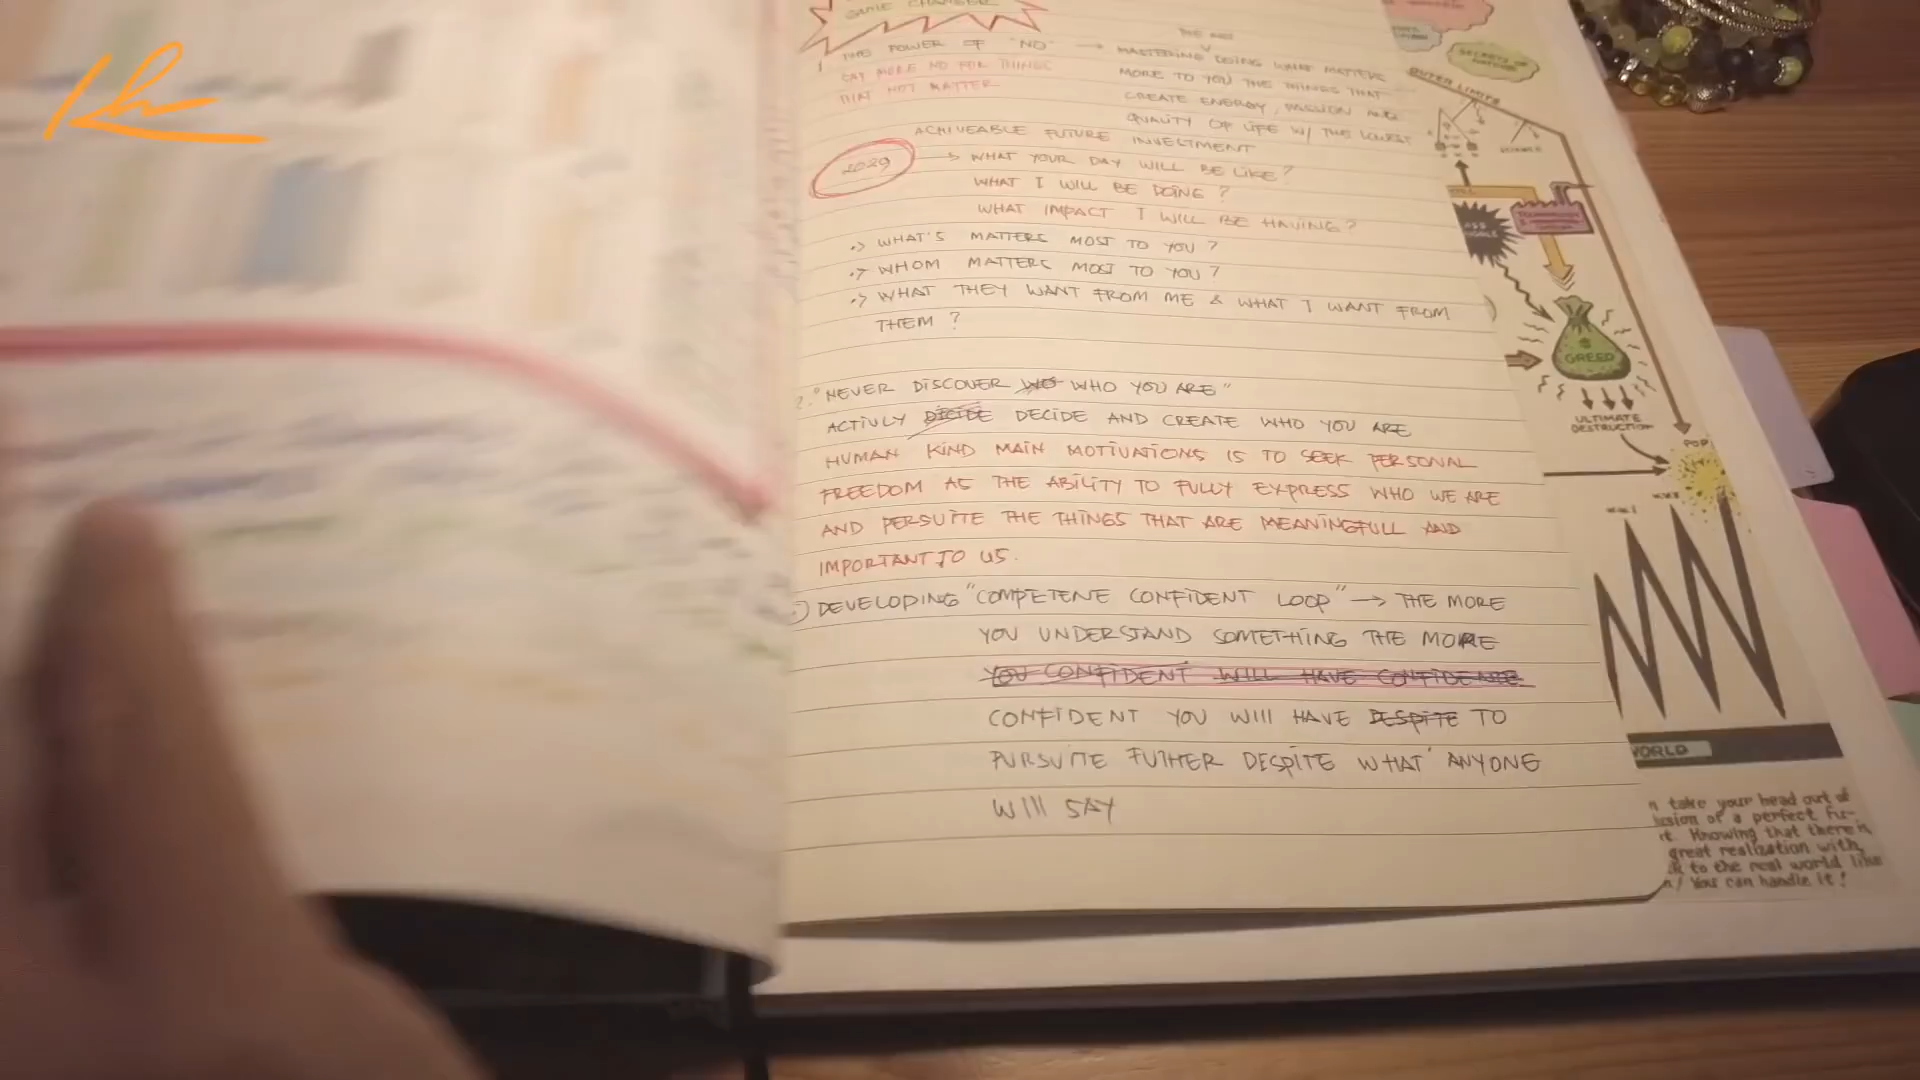 GAME CHANGER
THE POWER OF "NO" → MASTERING DOING WHAT MATTERS
SAY MORE NO FOR THINGS
THAT NOT MATTER
MORE TO YOU THE THINGS THAT
CREATE ENERGY, PASSION AND
QUALITY OF LIFE W/ THE LOWEST
INVESTMENT
ACHIVEABLE FUTURE
2029 → WHAT YOUR DAY WILL BE LIKE?
WHAT I WILL BE DOING?
WHAT IMPACT I WILL BE HAVING?
•> WHAT'S MATTERS MOST TO YOU?
•> WHOM MATTERS MOST TO YOU?
•> WHAT THEY WANT FROM ME & WHAT I WANT FROM
THEM?
2. "NEVER DISCOVER WHO YOU ARE"
ACTIVLY DECIDE DECIDE AND CREATE WHO YOU ARE
HUMAN KIND MAIN MOTIVATIONS IS TO SEEK PERSONAL
FREEDOM AS THE ABILITY TO FULLY EXPRESS WHO WE ARE
AND PERSUITE THE THINGS THAT ARE MEANINGFULL AND
IMPORTANT TO US.
DEVELOPING "COMPETENE CONFIDENT LOOP" → THE MORE
YOU UNDERSTAND SOMETHING THE MORE
YOU CONFIDENT WILL HAVE CONFIDENCE
CONFIDENT YOU WIll HAVE DESPITE TO
PURSUITE FUTHER DESPITE WHAT ANYONE
WIll SAY
OUTER LIMITS
GREED
ULTIMATE
DESTRUCTION
POP
WORLD
take your head out of
of a perfect fu-
Knowing that there is
great realization with
to the real world like
You can handle it!